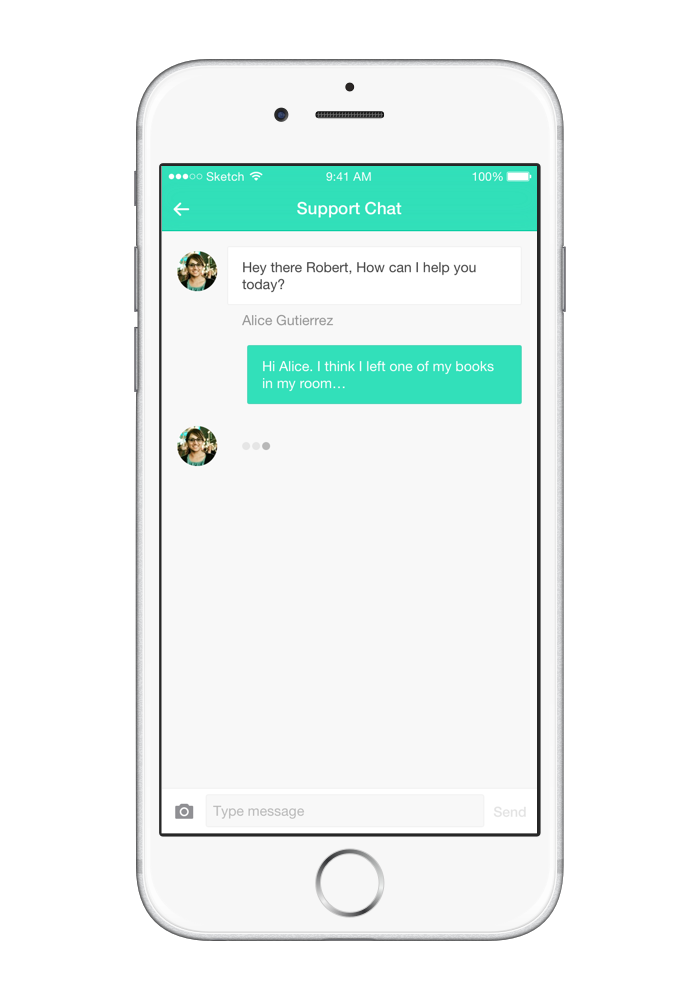 Sketch 9:41 AM 100%
Support Chat
Hey there Robert, How can I help you
today?
Alice Gutierrez
Hi Alice. I think I left one of my books
in my room…
Type message Send